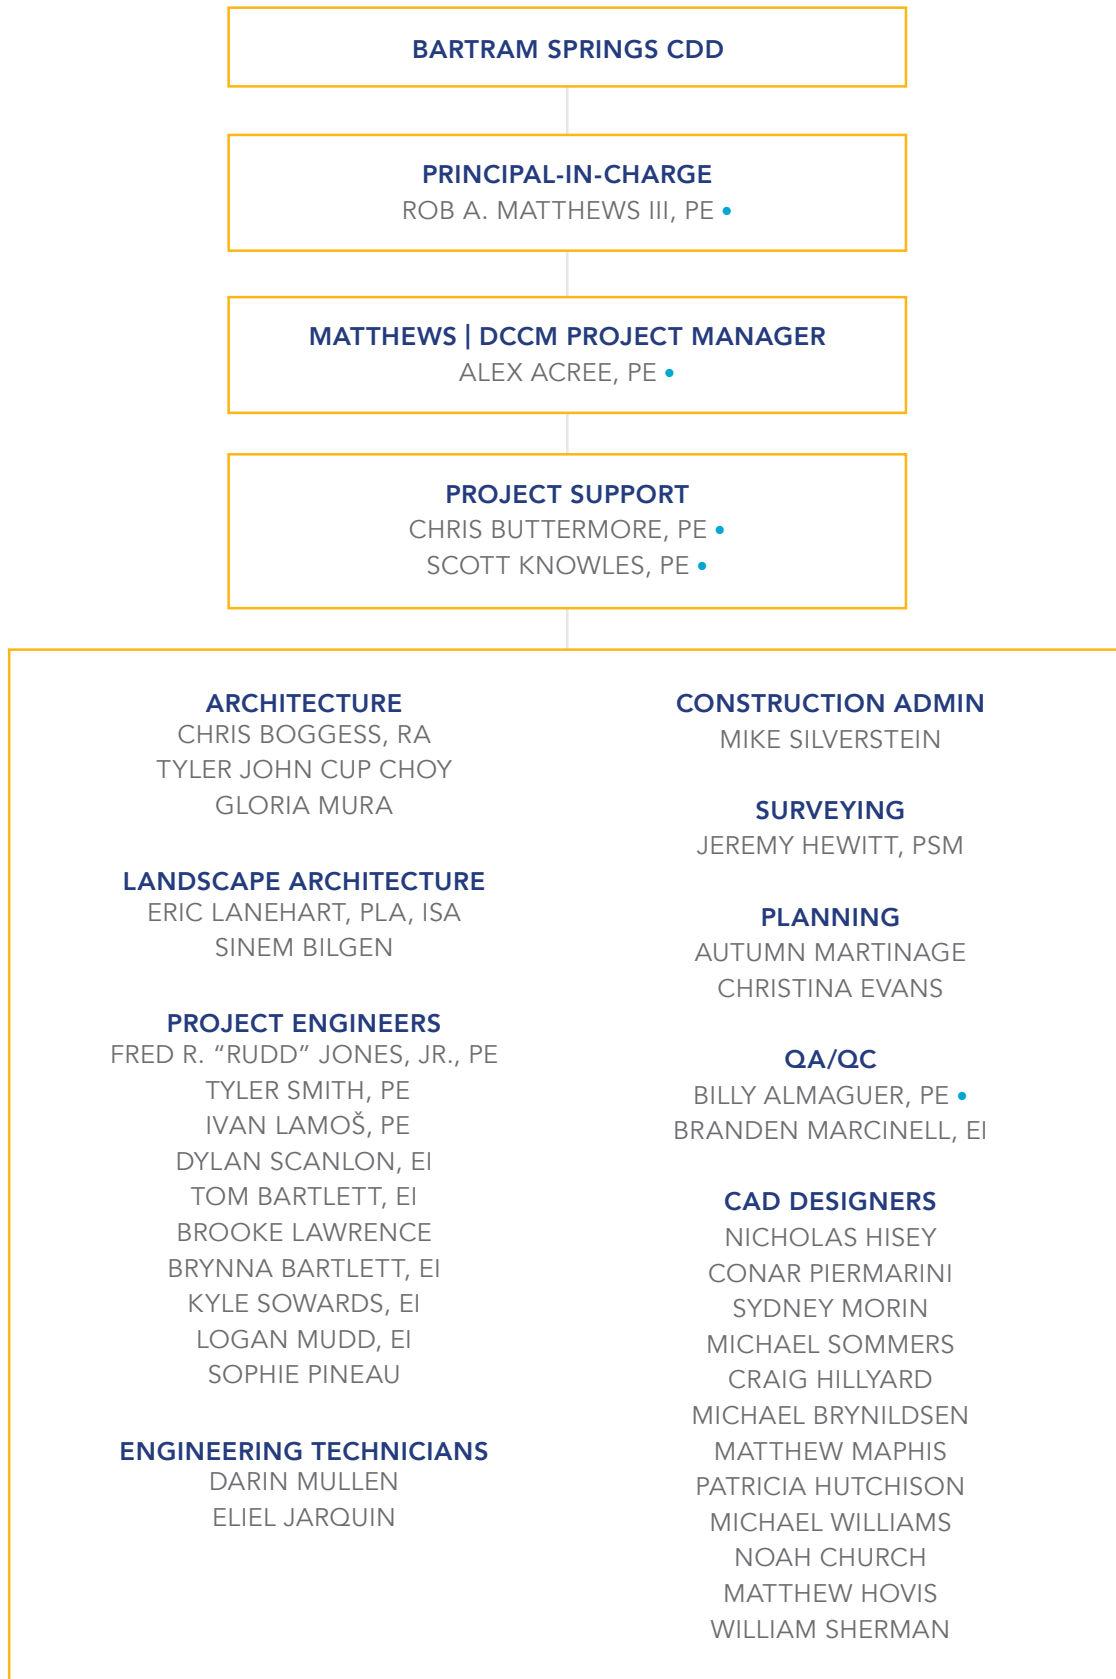 BARTRAM SPRINGS CDD
PRINCIPAL-IN-CHARGE
ROB A. MATTHEWS III, PE •
MATTHEWS | DCCM PROJECT MANAGER
ALEX ACREE, PE •
PROJECT SUPPORT
CHRIS BUTTERMORE, PE •
SCOTT KNOWLES, PE •
ARCHITECTURE
CHRIS BOGGESS, RA
TYLER JOHN CUP CHOY
GLORIA MURA
LANDSCAPE ARCHITECTURE
ERIC LANEHART, PLA, ISA
SINEM BILGEN
PROJECT ENGINEERS
FRED R. “RUDD” JONES, JR., PE
TYLER SMITH, PE
IVAN LAMOŠ, PE
DYLAN SCANLON, EI
TOM BARTLETT, EI
BROOKE LAWRENCE
BRYNNA BARTLETT, EI
KYLE SOWARDS, EI
LOGAN MUDD, EI
SOPHIE PINEAU
ENGINEERING TECHNICIANS
DARIN MULLEN
ELIEL JARQUIN
CONSTRUCTION ADMIN
MIKE SILVERSTEIN
SURVEYING
JEREMY HEWITT, PSM
PLANNING
AUTUMN MARTINAGE
CHRISTINA EVANS
QA/QC
BILLY ALMAGUER, PE •
BRANDEN MARCINELL, EI
CAD DESIGNERS
NICHOLAS HISEY
CONAR PIERMARINI
SYDNEY MORIN
MICHAEL SOMMERS
CRAIG HILLYARD
MICHAEL BRYNILDSEN
MATTHEW MAPHIS
PATRICIA HUTCHISON
MICHAEL WILLIAMS
NOAH CHURCH
MATTHEW HOVIS
WILLIAM SHERMAN